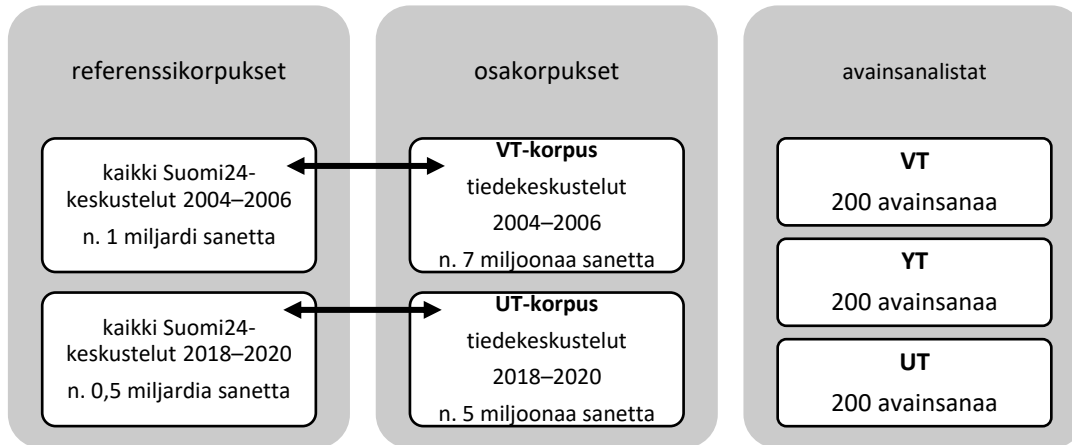 referenssikorpukset
kaikki Suomi24-
keskustelut 2004–2006
n. 1 miljardi sanetta
kaikki Suomi24-
keskustelut 2018–2020
n. 0,5 miljardia sanetta
osakorpukset
VT-korpus
tiedekeskustelut
2004–2006
n. 7 miljoonaa sanetta
UT-korpus
tiedekeskustelut
2018–2020
n. 5 miljoonaa sanetta
avainsanalistat
VT
200 avainsanaa
YT
200 avainsanaa
UT
200 avainsanaa